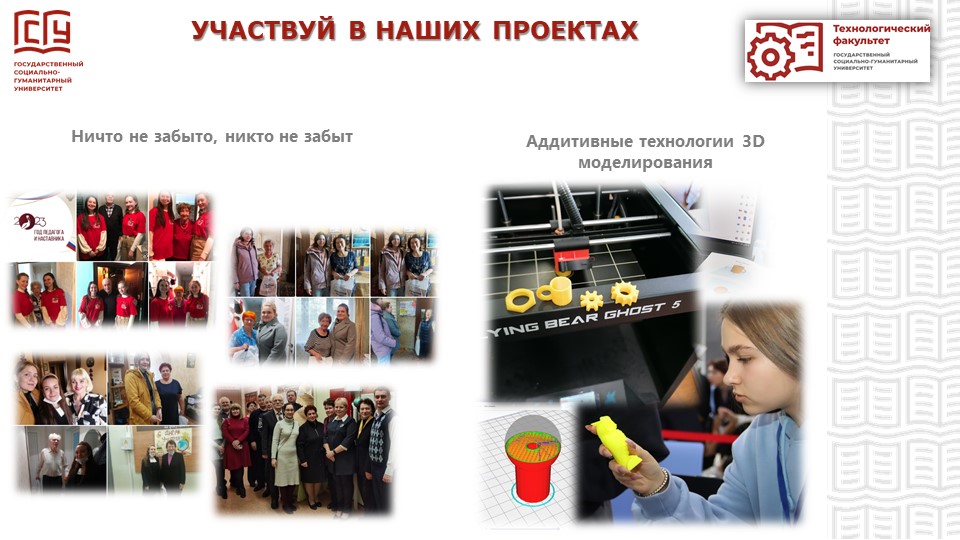 УЧАСТВУЙ В НАШИХ ПРОЕКТАХ
ГОСУДАРСТВЕННЫЙ
СОЦИАЛЬНО-
ГУМАНИТАРНЫЙ
УНИВЕРСИТЕТ
Технологический
факультет
ГОСУДАРСТВЕННЫЙ
СОЦИАЛЬНО-ГУМАНИТАРНЫЙ
УНИВЕРСИТЕТ
Ничто не забыто, никто не забыт
Аддитивные технологии 3D
моделирования
2023
ГОД ПЕДАГОГА
И НАСТАВНИКА
YING BEAR GHOST 5